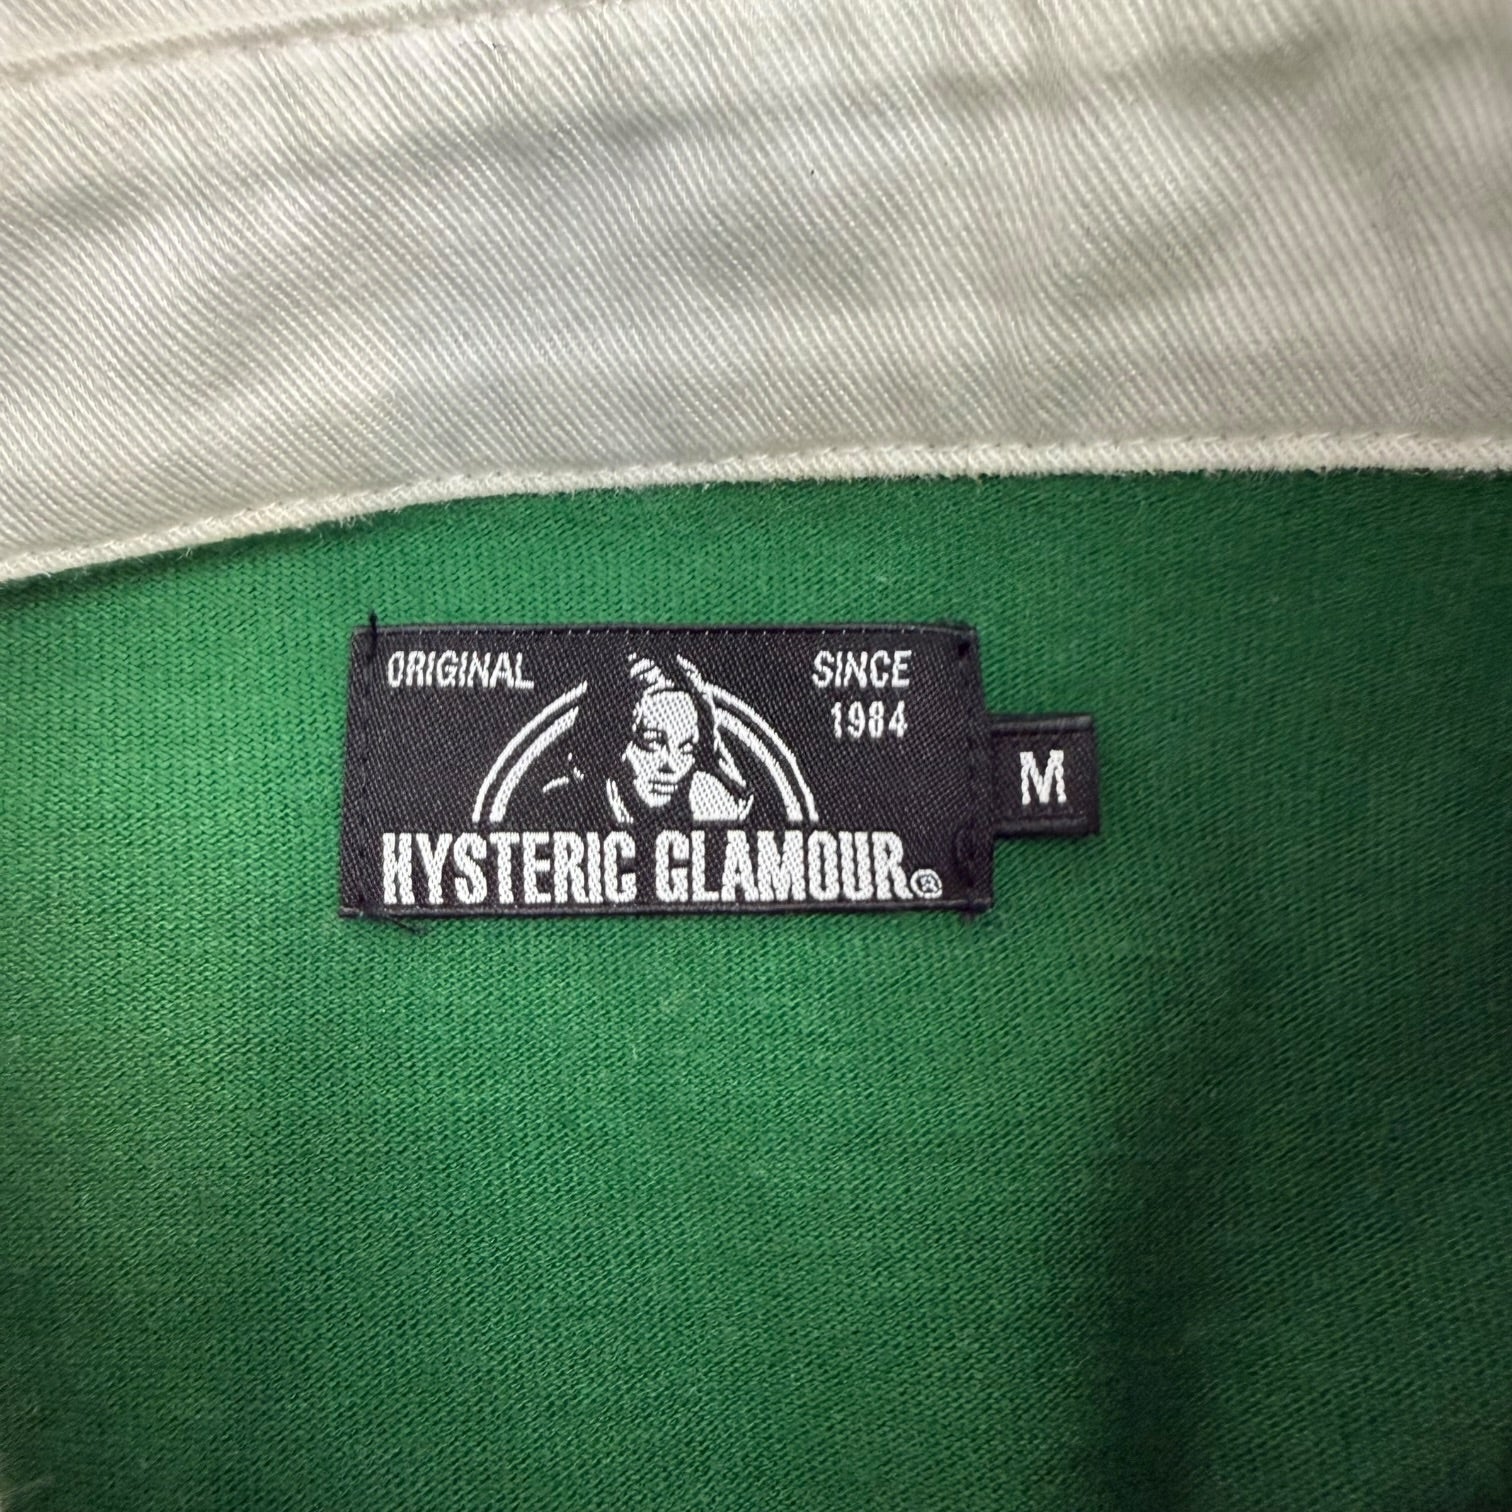 ORIGINAL
SINCE
1984
HYSTERIC GLAMOUR®
M